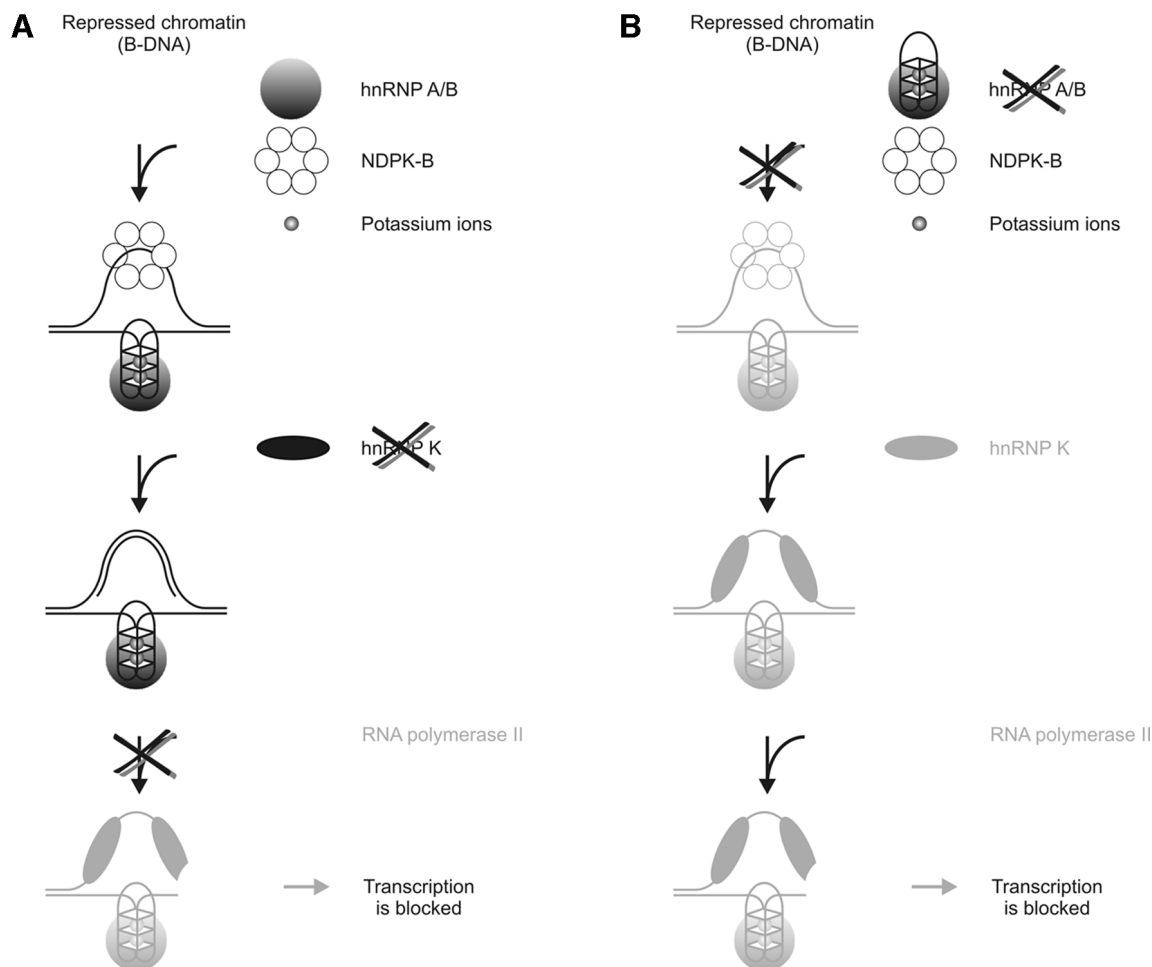 A
Repressed chromatin
(B-DNA)
hnRNP A/B
NDPK-B
Potassium ions
hnRNP K
RNA polymerase II
Transcription
is blocked
B
Repressed chromatin
(B-DNA)
hnRNP A/B
NDPK-B
Potassium ions
hnRNP K
RNA polymerase II
Transcription
is blocked